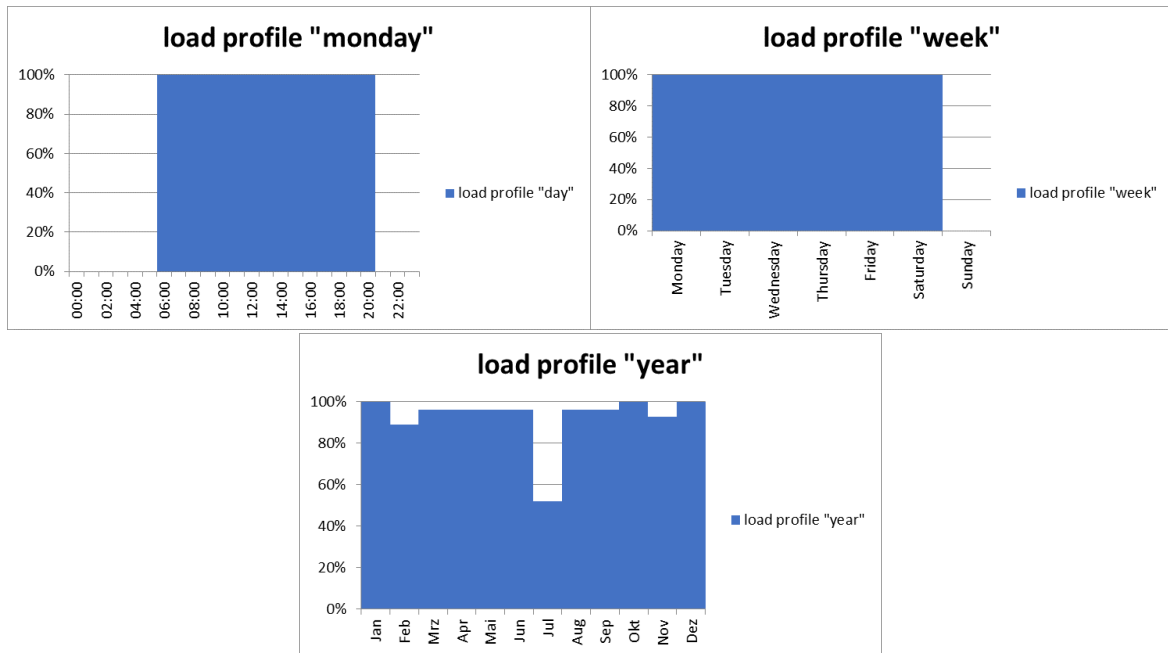 load profile "monday"
100%
80%
60%
40%
20%
0%
00:00
02:00
04:00
06:00
08:00
10:00
12:00
14:00
16:00
18:00
20:00
22:00
load profile "day"
load profile "week"
100%
80%
60%
40%
20%
0%
Monday
Tuesday
Wednesday
Thursday
Friday
Saturday
Sunday
load profile "week"
load profile "year"
100%
80%
60%
40%
20%
0%
Jan
Feb
Mrz
Apr
Mai
Jun
Jul
Aug
Sep
Okt
Nov
Dez
load profile "year"